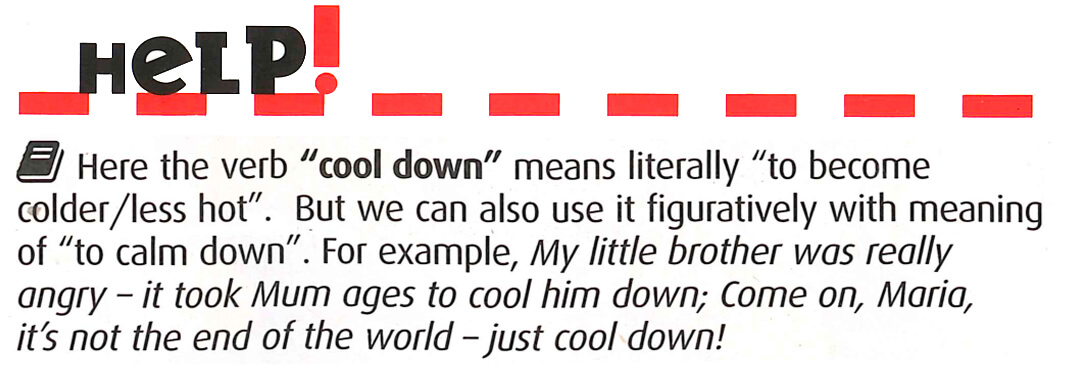 HeLP!
Here the verb “cool down” means literally “to become
colder/less hot”. But we can also use it figuratively with meaning
of “to calm down”. For example, My little brother was really
angry – it took Mum ages to cool him down; Come on, Maria,
it’s not the end of the world – just cool down!